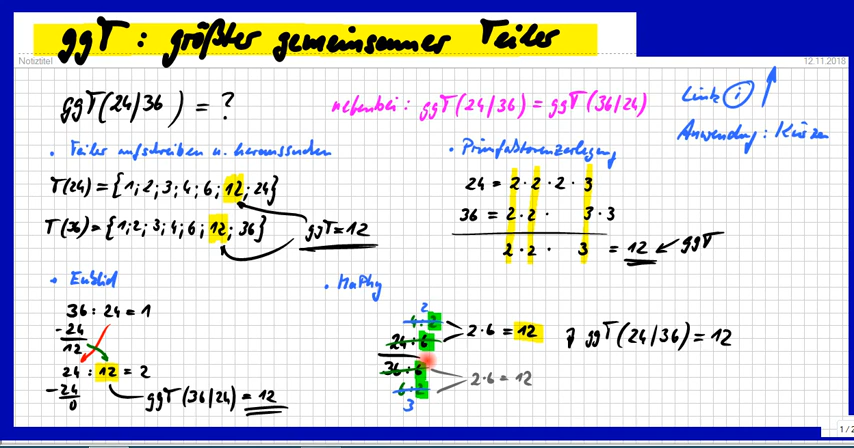 ggT : größter gemeinsamer Teiler
Notiztitel
12.11.2018
ggT(24/36) = ?
nebenbei : ggT(24/36) = ggT(36/24)
Link i
Anwendung : Kürzen
• Teiler aufschreiben u. heraussuchen
T(24) = {1; 2; 3; 4; 6; 12; 24}
T(36) = {1; 2; 3; 4; 6; 12; 36}
ggT = 12
• Primfaktorenzerlegung
24 = 2 · 2 · 2 · 3
36 = 2 · 2 · 3 · 3
2 · 2 · 3 = 12 ← ggT
• Euklid
36 : 24 = 1
-24
12
24 : 12 = 2
-24
0
ggT(36/24) = 12
• Mathy
2
4 : 2
24 : 6
2 · 6 = 12
36 : 6
6 : 2
3
2 · 6 = 12
ggT(24/36) = 12
1/2